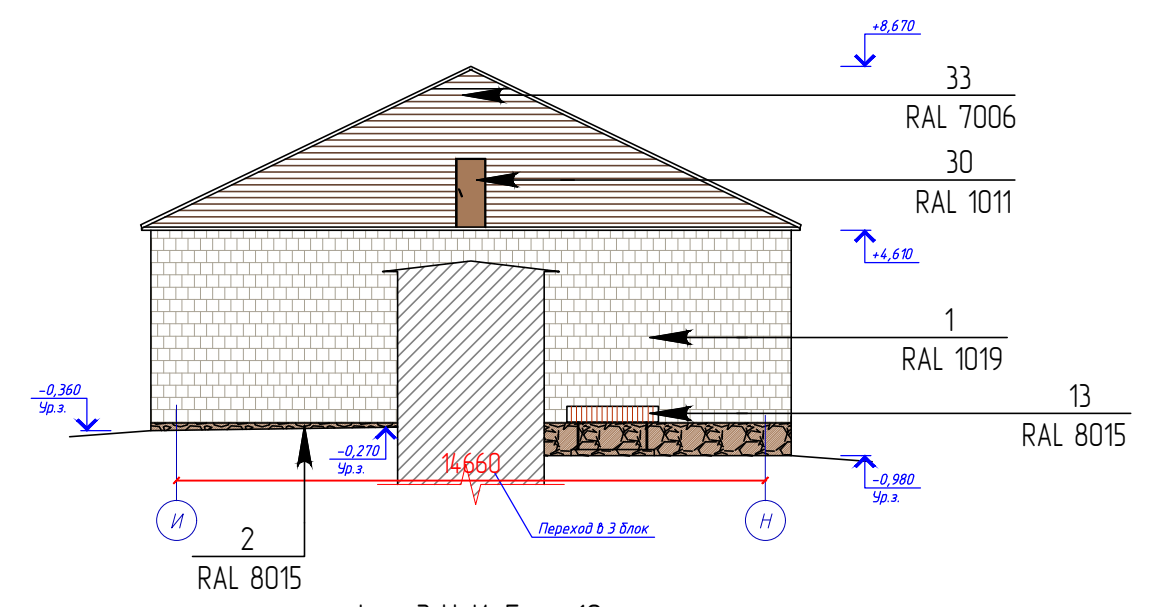 +8,670
33
RAL 7006
30
RAL 1011
+4,610
1
RAL 1019
-0,360
Ур.з.
13
RAL 8015
-0,270
Ур.з.
14660
-0,980
Ур.з.
И
Н
Переход в 3 блок
2
RAL 8015